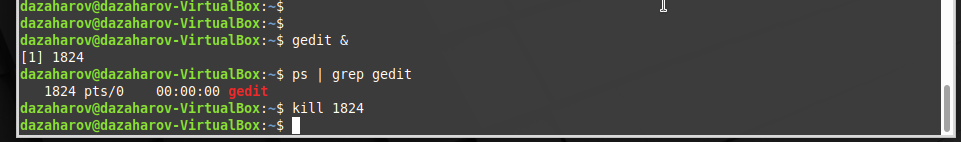 dazaharov@dazaharov-VirtualBox:~$
dazaharov@dazaharov-VirtualBox:~$
dazaharov@dazaharov-VirtualBox:~$ gedit &
[1] 1824
dazaharov@dazaharov-VirtualBox:~$ ps | grep gedit
   1824 pts/0    00:00:00 gedit
dazaharov@dazaharov-VirtualBox:~$ kill 1824
dazaharov@dazaharov-VirtualBox:~$